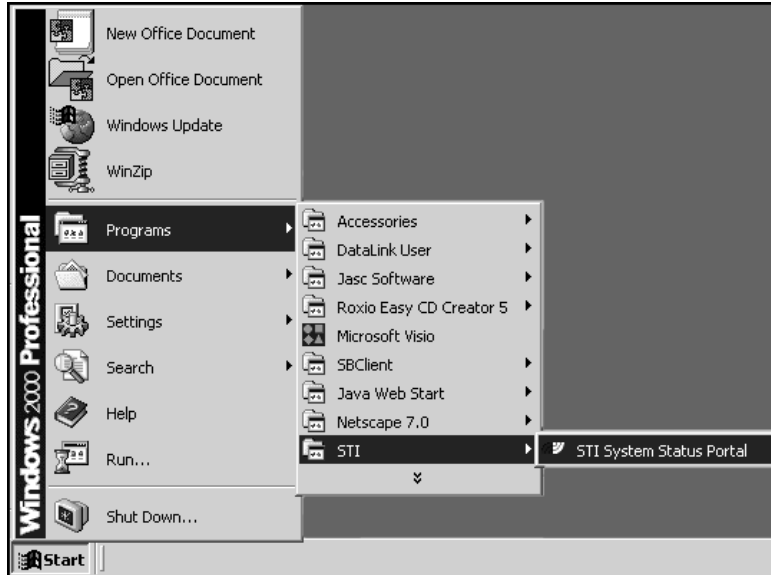 New Office Document
Open Office Document
Windows Update
WinZip
Programs
Documents
Settings
Search
Help
Run...
Shut Down...
Windows 2000 Professional
Accessories
DataLink User
Jasc Software
Roxio Easy CD Creator 5
Microsoft Visio
SBClient
Java Web Start
Netscape 7.0
STI
STI System Status Portal
Start